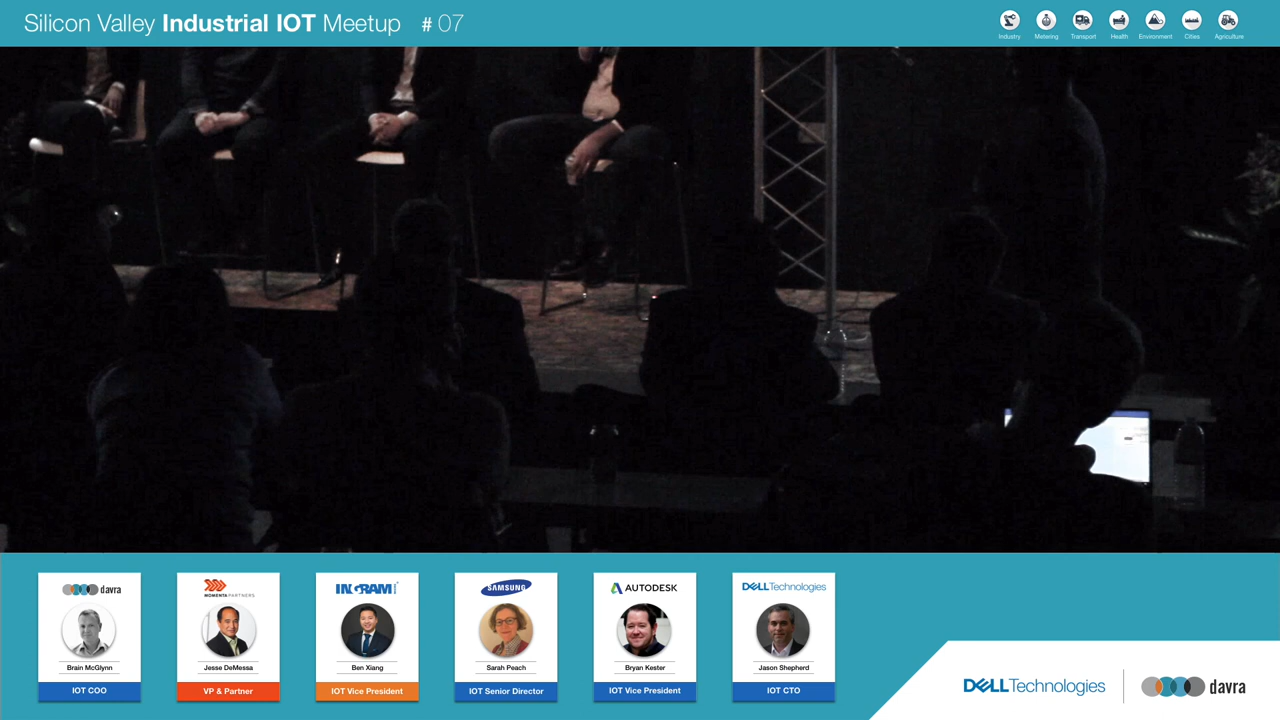 Silicon Valley Industrial IOT Meetup # 07
Industry Metering Transport Health Environment Cities Agriculture
davra
Brain McGlynn
IOT COO
MOMENTA PARTNERS
Jesse DeMessa
VP & Partner
INGRAM
Ben Xiang
IOT Vice President
SAMSUNG
Sarah Peach
IOT Senior Director
AUTODESK
Bryan Kester
IOT Vice President
DELL Technologies
Jason Shepherd
IOT CTO
DELL Technologies
davra